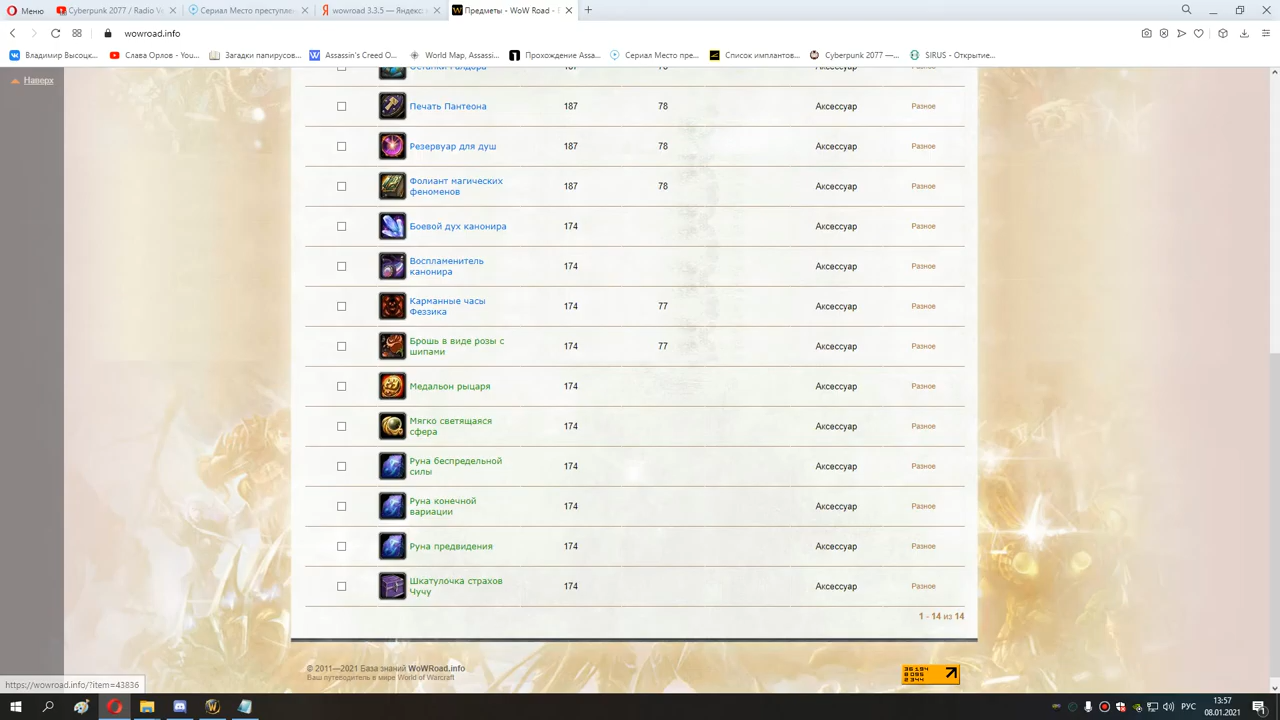 Меню
Cyberpunk 2077 / Radio Ve
Сериал Место преступлен
wowroad 3.3.5 — Яндекс:
Предметы - WoW Road - Б
wowroad.info
Владимир Высоцк...
Слава Орлов - You...
Загадки папирусов...
Assassin's Creed O...
World Map, Assassi...
Прохождение Assa...
Сериал Место пре...
Список имплантов...
Cyberpunk 2077 —...
SIRUS - Открытие...
Наверх
187 78 Аксессуар Разное
Печать Пантеона 187 78 Аксессуар Разное
Резервуар для душ 187 78 Аксессуар Разное
Фолиант магических
феноменов 187 78 Аксессуар Разное
Боевой дух канонира 174 Аксессуар Разное
Воспламенитель
канонира 174 Аксессуар Разное
Карманные часы
Феззика 174 77 Аксессуар Разное
Брошь в виде розы с
шипами 174 77 Аксессуар Разное
Медальон рыцаря 174 Аксессуар Разное
Мягко светящаяся
сфера 174 Аксессуар Разное
Руна беспредельной
силы 174 Аксессуар Разное
Руна конечной
вариации 174 Аксессуар Разное
Руна предвидения 174 Аксессуар Разное
Шкатулочка страхов
Чучу 174 Аксессуар Разное
1 - 14 из 14
© 2011—2021 База знаний WoWRoad.info
Ваш путеводитель в мире World of Warcraft
https://wowroad.info/?item=43836
РУС
13:57
08.01.2021